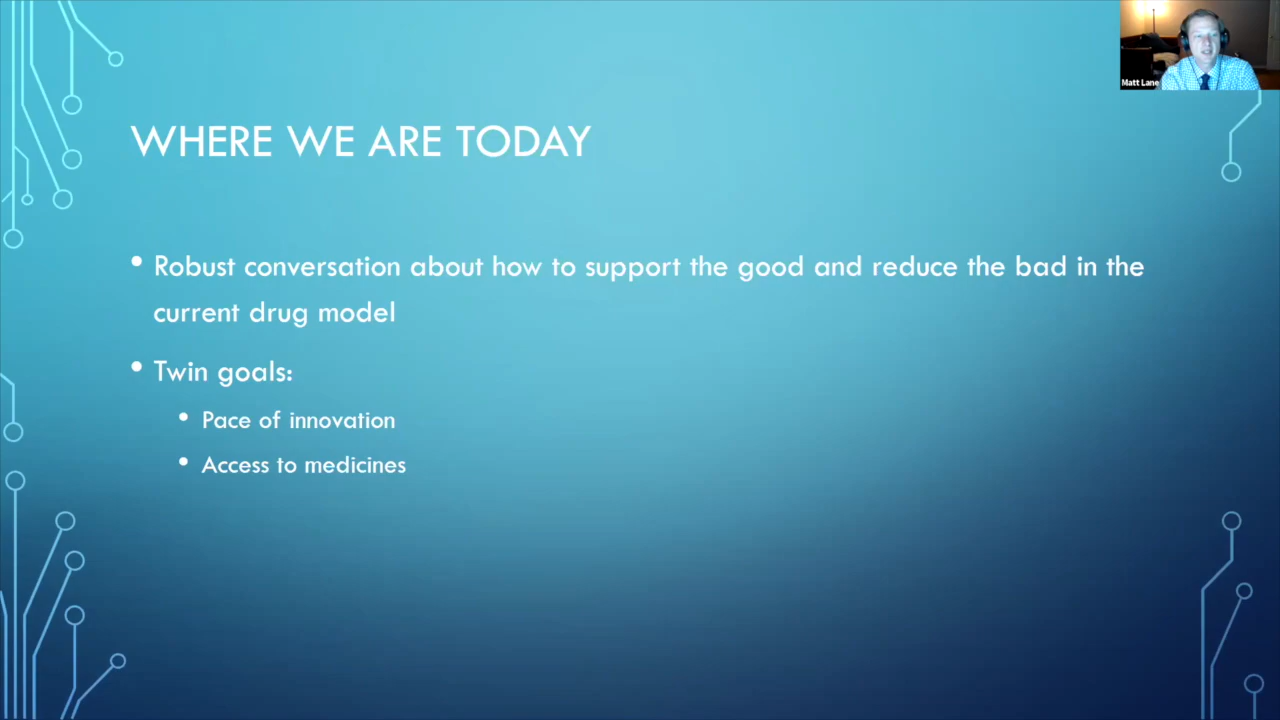 Matt Lane
WHERE WE ARE TODAY
• Robust conversation about how to support the good and reduce the bad in the
current drug model
• Twin goals:
• Pace of innovation
• Access to medicines